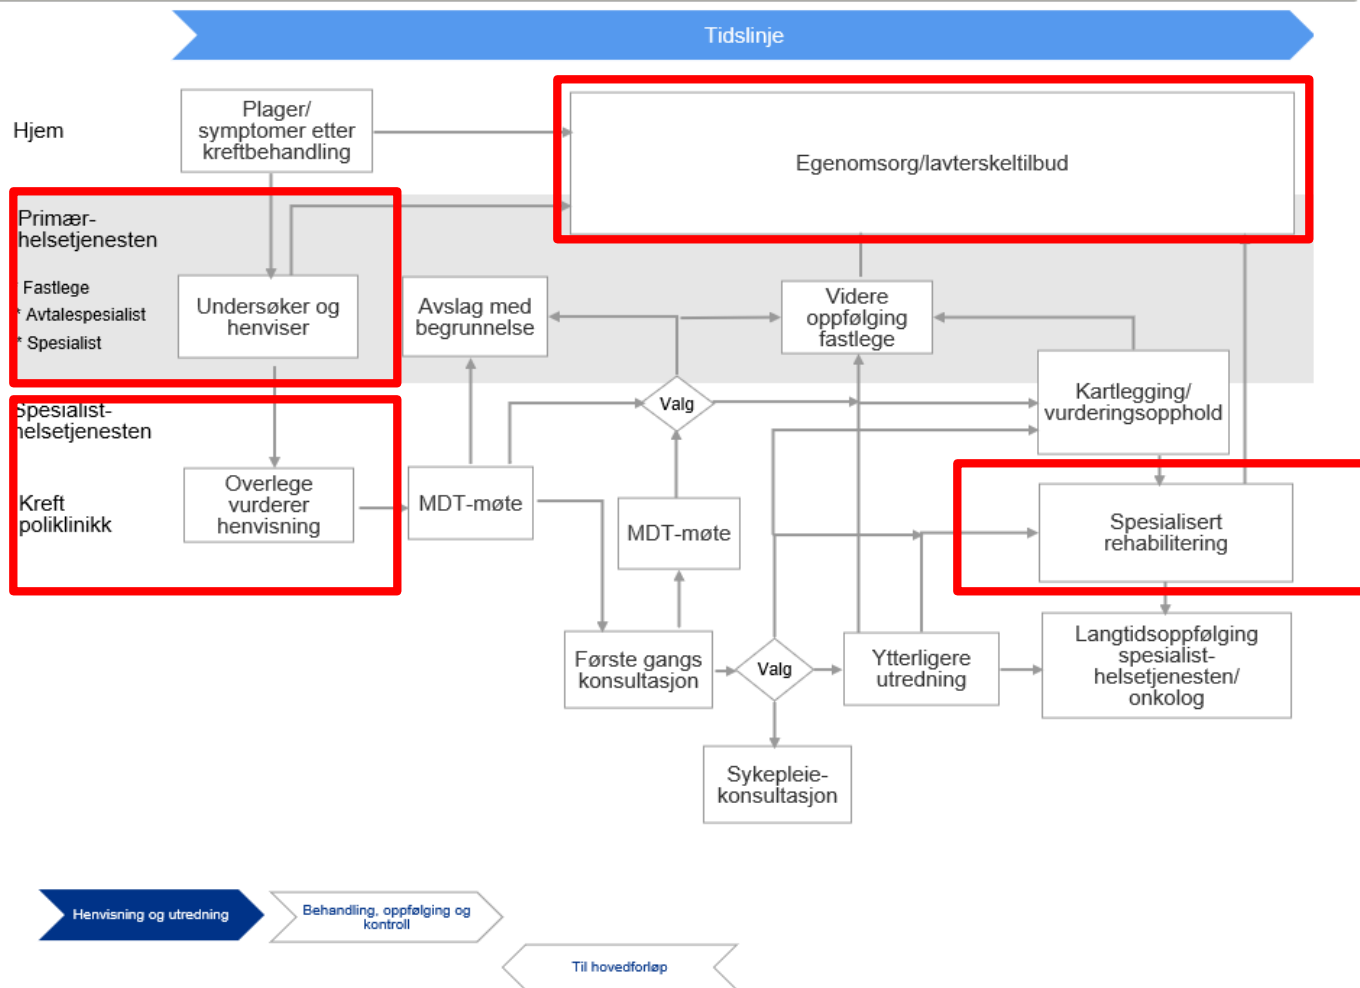 Tidslinje
Hjem
Plager/
symptomer etter
kreftbehandling
Egenomsorg/lavterskeltilbud
Primær-
helsetjenesten
Fastlege
* Avtalespesialist
* Spesialist
Undersøker og
henviser
Avslag med
begrunnelse
Videre
oppfølging
fastlege
Valg
Kartlegging/
vurderingsopphold
Spesialist-
helsetjenesten
Kreft
poliklinikk
Overlege
vurderer
henvisning
MDT-møte
MDT-møte
Spesialisert
rehabilitering
Første gangs
konsultasjon
Valg
Ytterligere
utredning
Langtidsoppfølging
spesialist-
helsetjenesten/
onkolog
Sykepleie-
konsultasjon
Henvisning og utredning
Behandling, oppfølging og
kontroll
Til hovedforløp